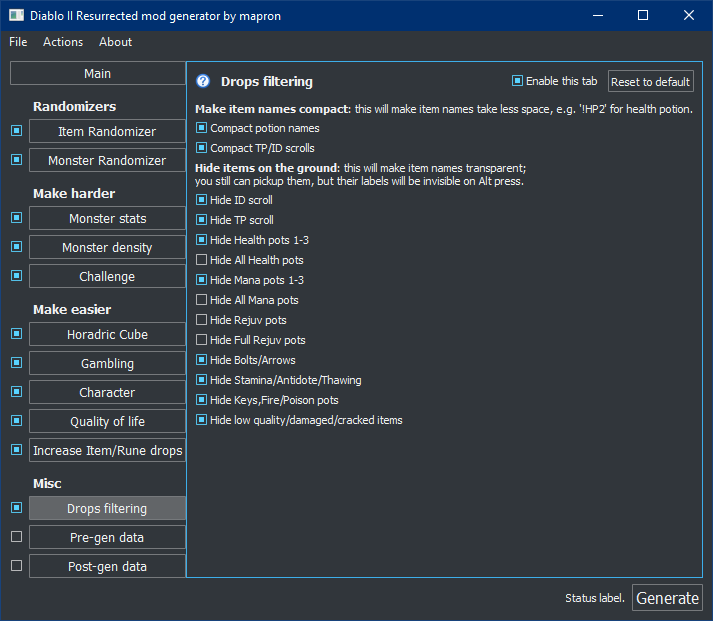 Diablo II Resurrected mod generator by mapron
File Actions About
Main
Randomizers
Item Randomizer
Monster Randomizer
Make harder
Monster stats
Monster density
Challenge
Make easier
Horadric Cube
Gambling
Character
Quality of life
Increase Item/Rune drops
Misc
Drops filtering
Pre-gen data
Post-gen data
? Drops filtering
Enable this tab
Reset to default
Make item names compact: this will make item names take less space, e.g. '!HP2' for health potion.
Compact potion names
Compact TP/ID scrolls
Hide items on the ground: this will make item names transparent;
you still can pickup them, but their labels will be invisible on Alt press.
Hide ID scroll
Hide TP scroll
Hide Health pots 1-3
Hide All Health pots
Hide Mana pots 1-3
Hide All Mana pots
Hide Rejuv pots
Hide Full Rejuv pots
Hide Bolts/Arrows
Hide Stamina/Antidote/Thawing
Hide Keys,Fire/Poison pots
Hide low quality/damaged/cracked items
Status label.
Generate